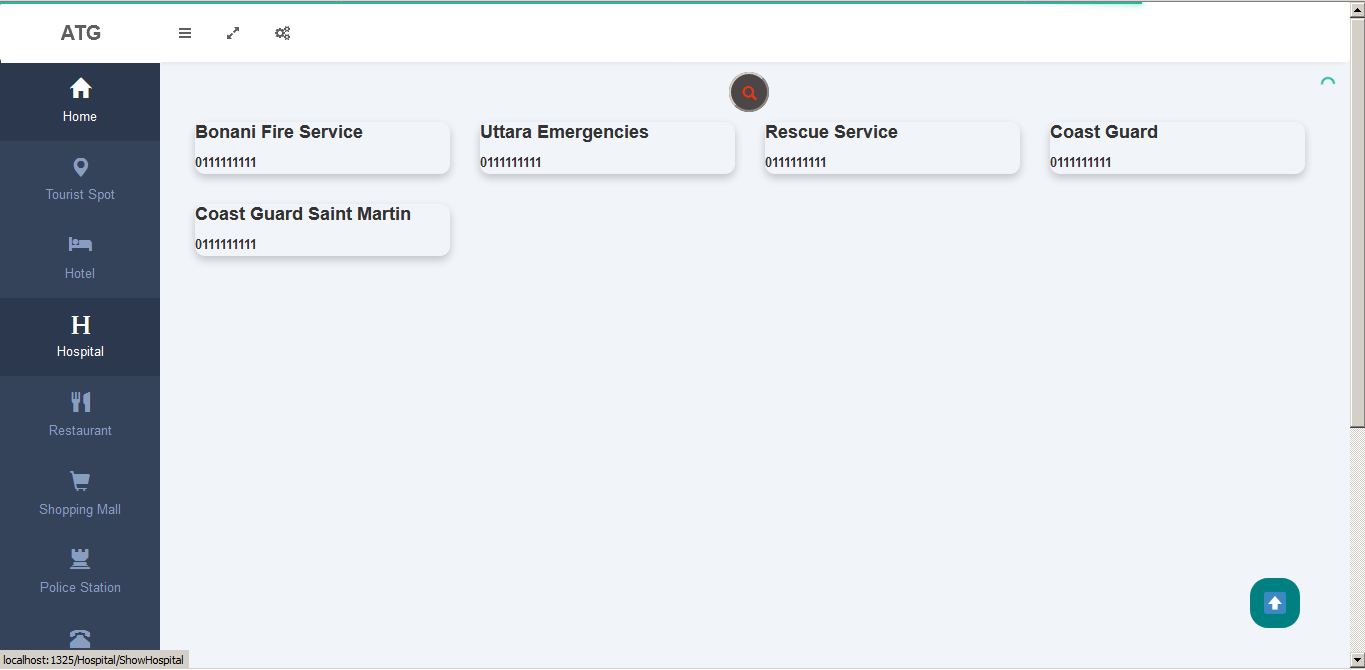 ATG
Home
Tourist Spot
Hotel
H
Hospital
Restaurant
Shopping Mall
Police Station
Bonani Fire Service
0111111111
Uttara Emergencies
0111111111
Rescue Service
0111111111
Coast Guard
0111111111
Coast Guard Saint Martin
0111111111
localhost:1325/Hospital/ShowHospital